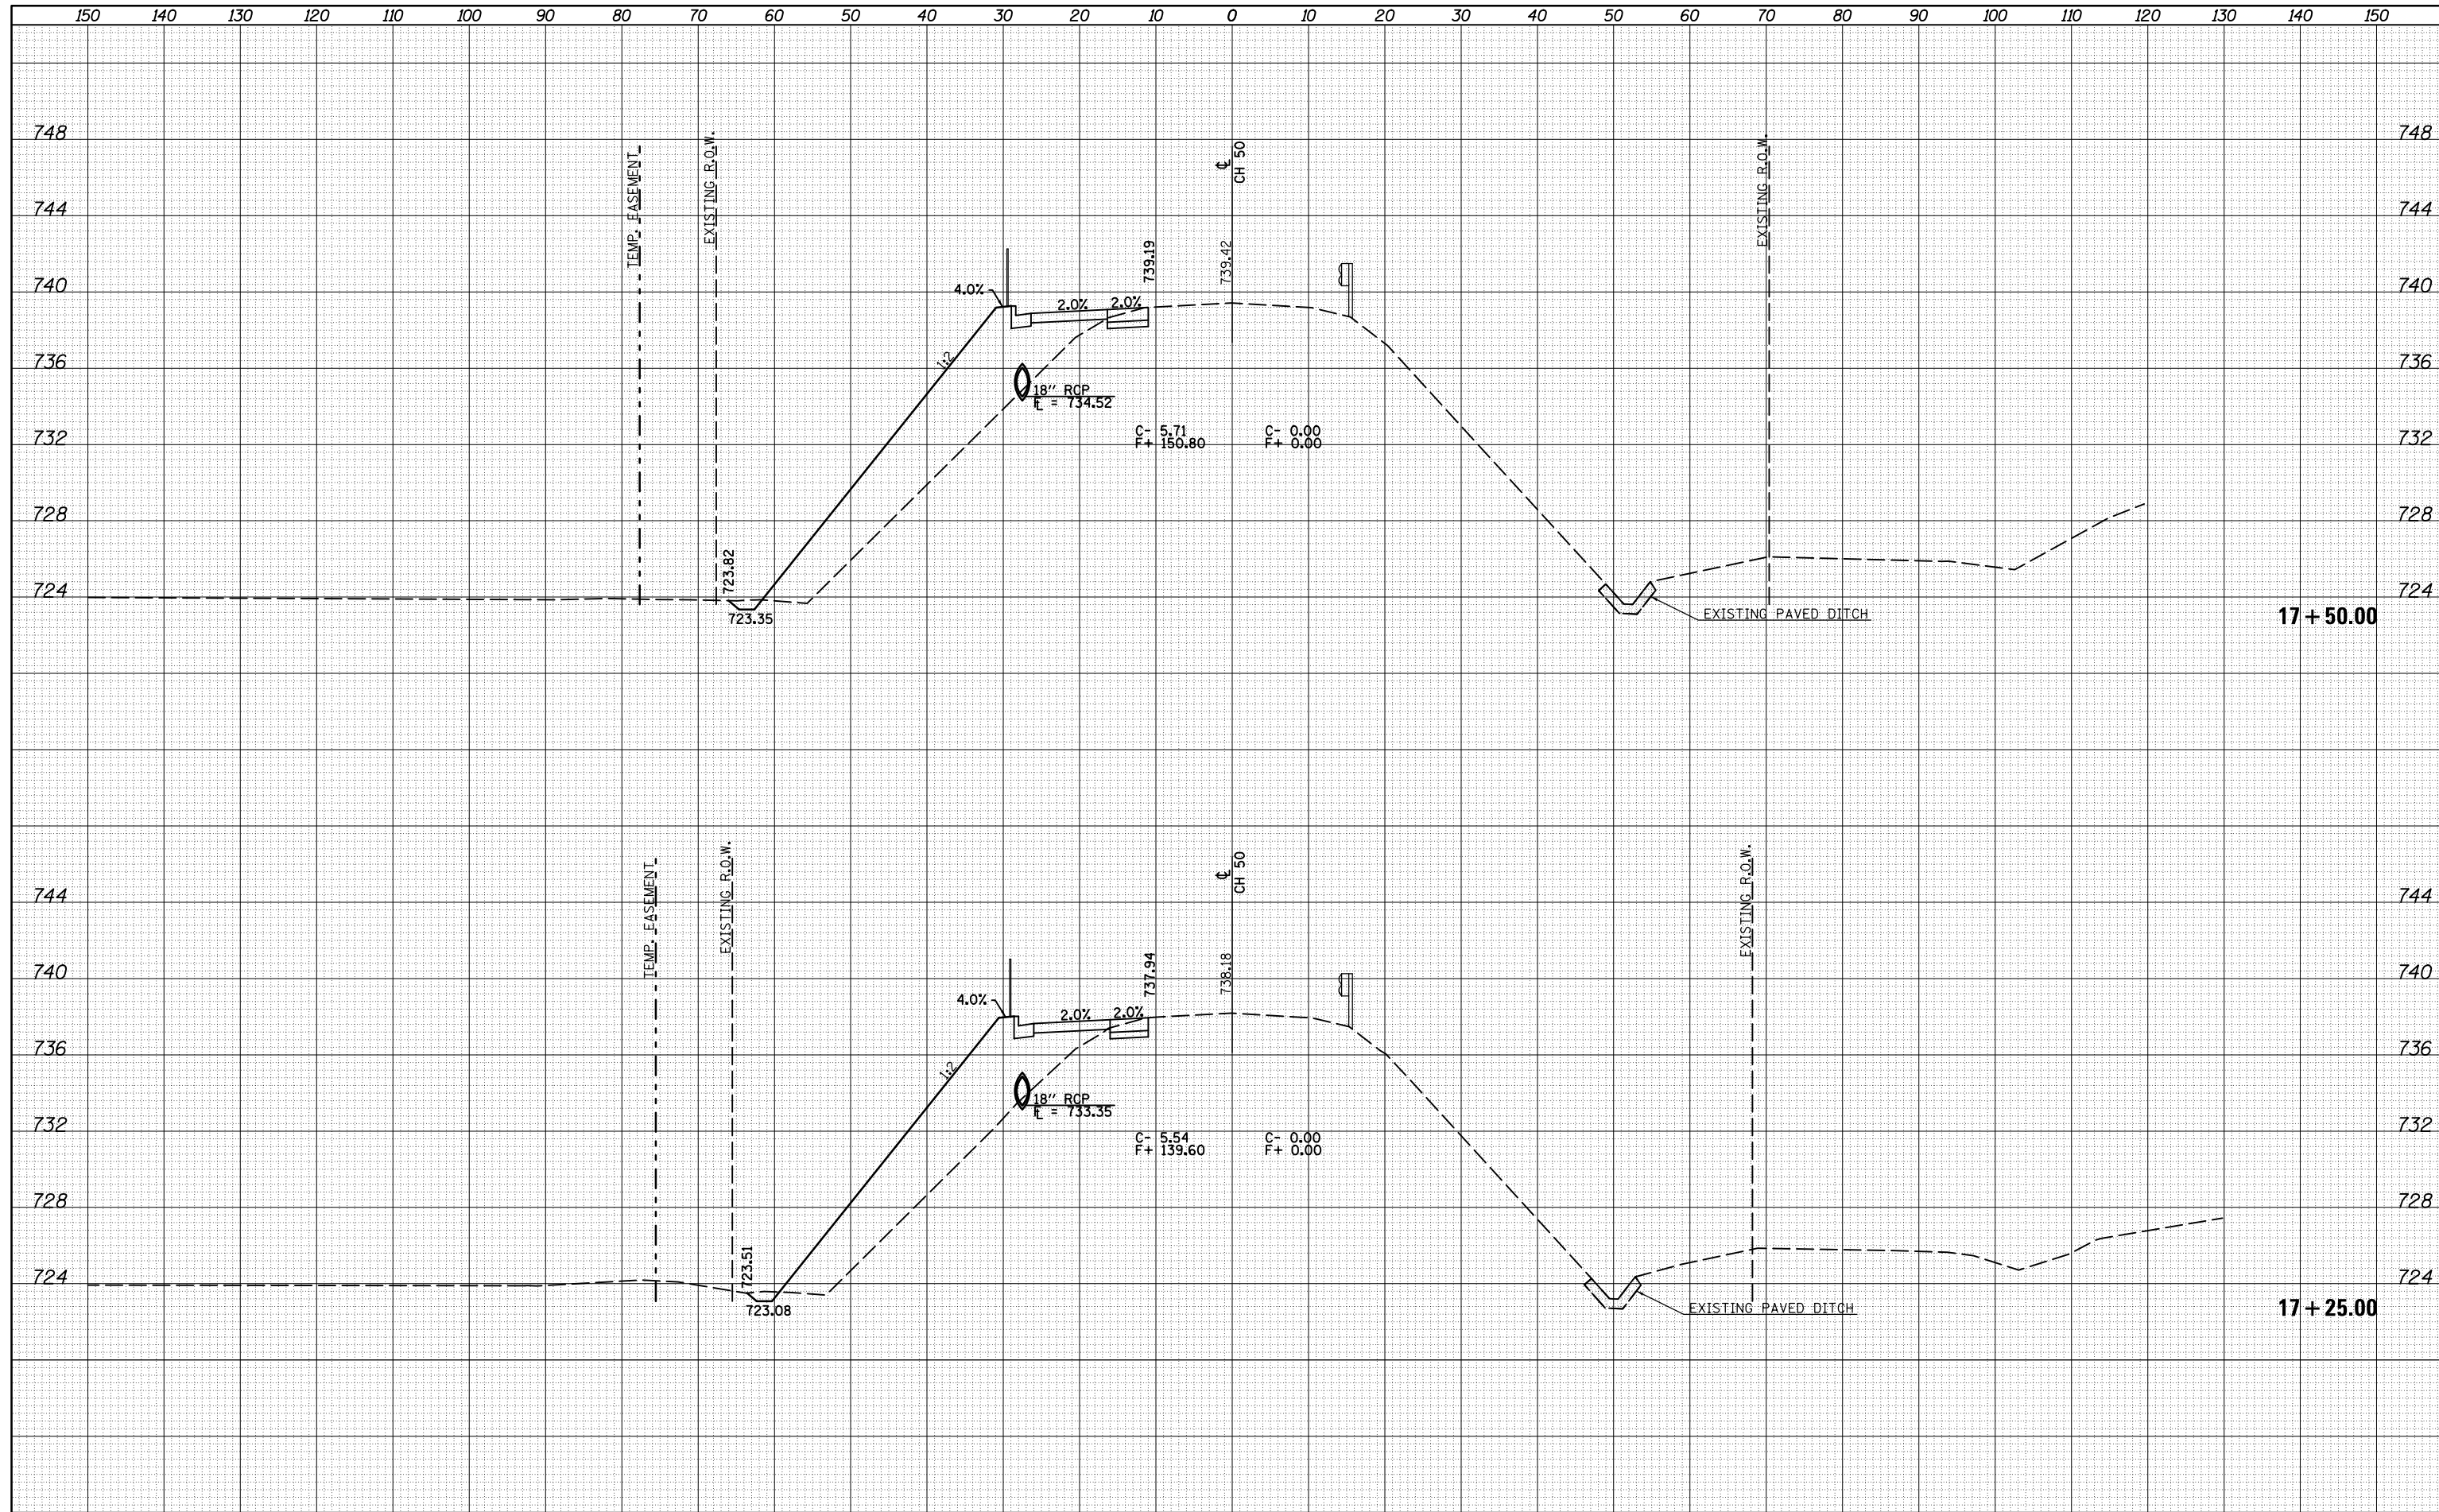 150 140 130 120 110 100 90 80 70 60 50 40 30 20 10 0 10 20 30 40 50 60 70 80 90 100 110 120 130 140 150
748 748
TEMP. EASEMENT
EXISTING R.O.W.
℄
CH 50
EXISTING R.O.W.
744 744
739.19
739.42
740 740
4.0%
2.0% 2.0%
736 736
1:2
18" RCP
FL = 734.52
732 732
C- 5.71
F+ 150.80
C- 0.00
F+ 0.00
728 728
723.82
724 724
723.35
EXISTING PAVED DITCH
17+50.00
TEMP. EASEMENT
EXISTING R.O.W.
℄
CH 50
EXISTING R.O.W.
744 744
737.94
738.18
740 740
4.0%
2.0% 2.0%
736 736
1:2
18" RCP
FL = 733.35
732 732
C- 5.54
F+ 139.60
C- 0.00
F+ 0.00
728 728
723.51
724 724
723.08
EXISTING PAVED DITCH
17+25.00